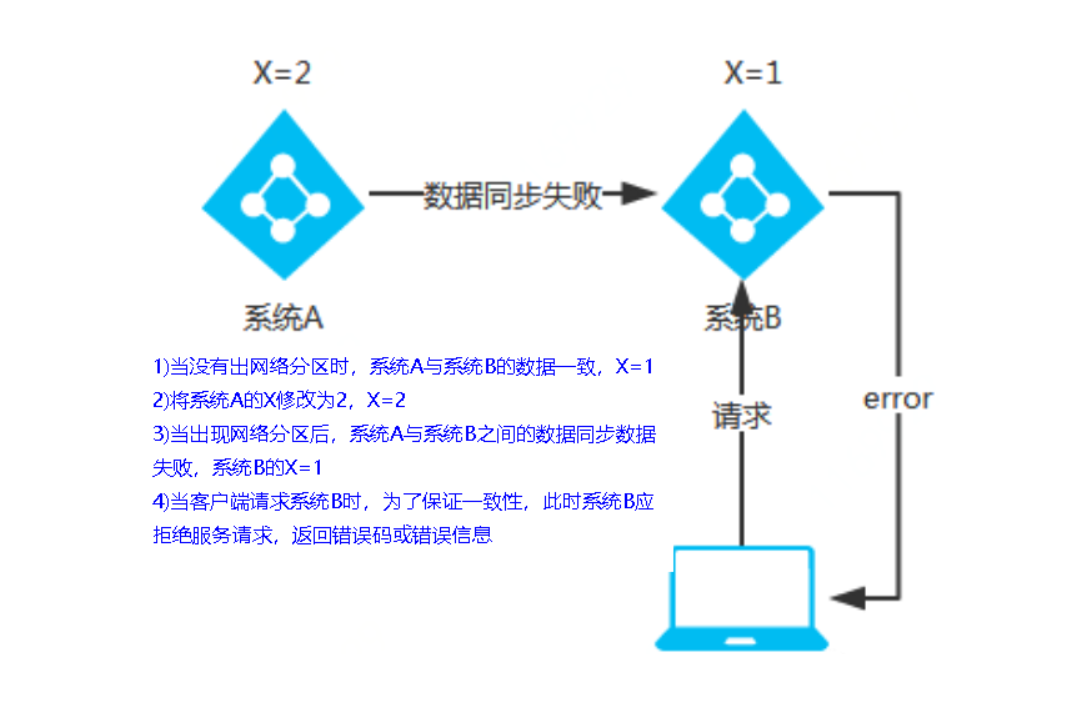 X=2
X=1
数据同步失败
系统A
系统B
1)当没有出网络分区时，系统A与系统B的数据一致，X=1
2)将系统A的X修改为2，X=2
3)当出现网络分区后，系统A与系统B之间的数据同步数据
失败，系统B的X=1
4)当客户端请求系统B时，为了保证一致性，此时系统B应
拒绝服务请求，返回错误码或错误信息
请求
error